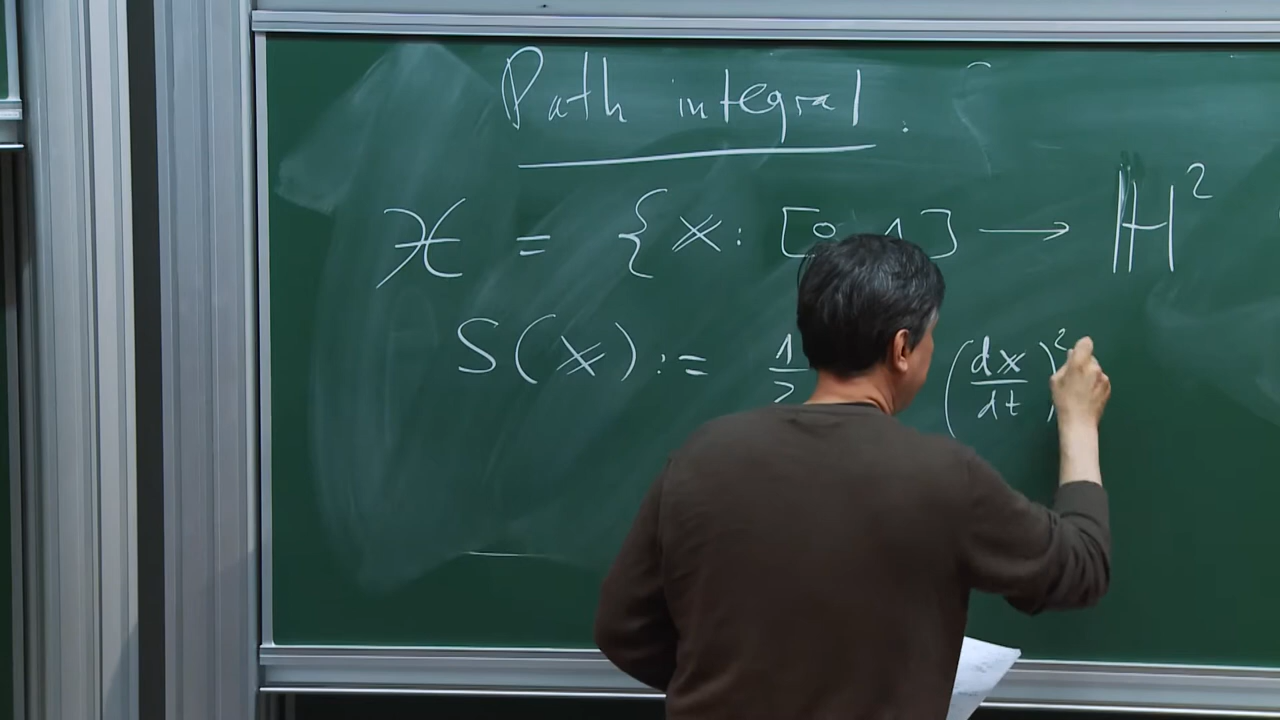 Path integral.
ℋ = { 𝕏 : [0, 1] ⟶ ℍ²
S(𝕏) := 1/2 (d𝕏/dt)²